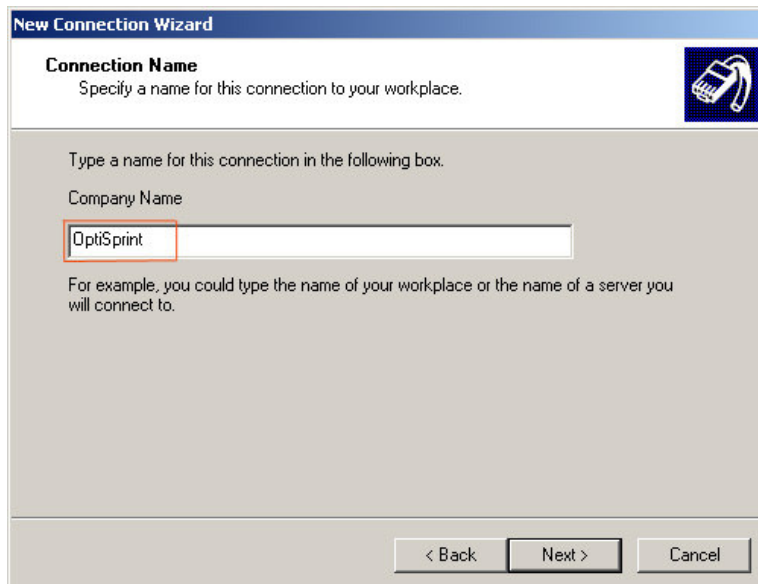 New Connection Wizard
Connection Name
Specify a name for this connection to your workplace.
Type a name for this connection in the following box.
Company Name
OptiSprint
For example, you could type the name of your workplace or the name of a server you
will connect to.
< Back Next > Cancel